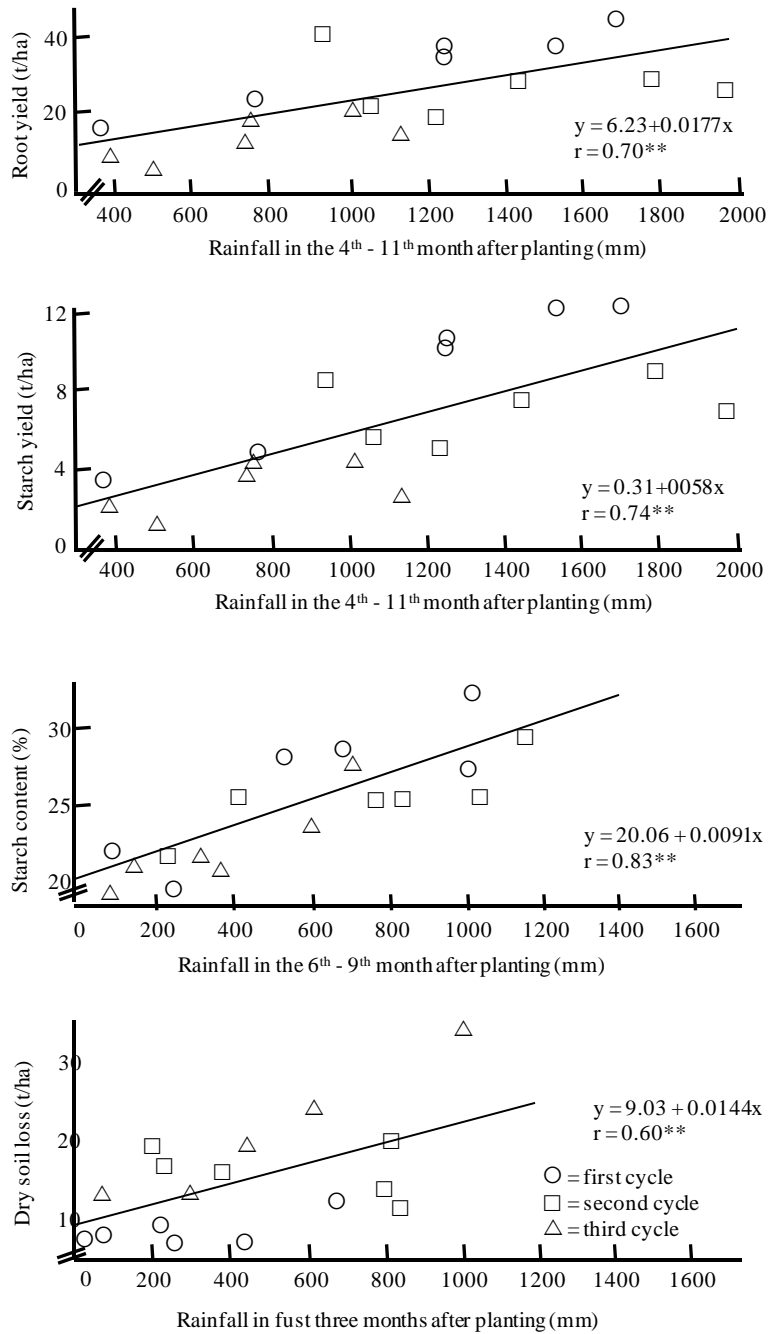 40
20
0
Root yield (t/ha)
y = 6.23+0.0177x
r = 0.70**
400 600 800 1000 1200 1400 1600 1800 2000
Rainfall in the 4th - 11th month after planting (mm)
12
8
4
0
Starch yield (t/ha)
y = 0.31+0058x
r = 0.74**
400 600 800 1000 1200 1400 1600 1800 2000
Rainfall in the 4th - 11th month after planting (mm)
30
25
20
Starch content (%)
y = 20.06 + 0.0091x
r = 0.83**
0 200 400 600 800 1000 1200 1400 1600
Rainfall in the 6th - 9th month after planting (mm)
30
20
10
Dry soil loss (t/ha)
y = 9.03 + 0.0144x
r = 0.60**
= first cycle
= second cycle
= third cycle
0 200 400 600 800 1000 1200 1400 1600
Rainfall in fust three months after planting (mm)